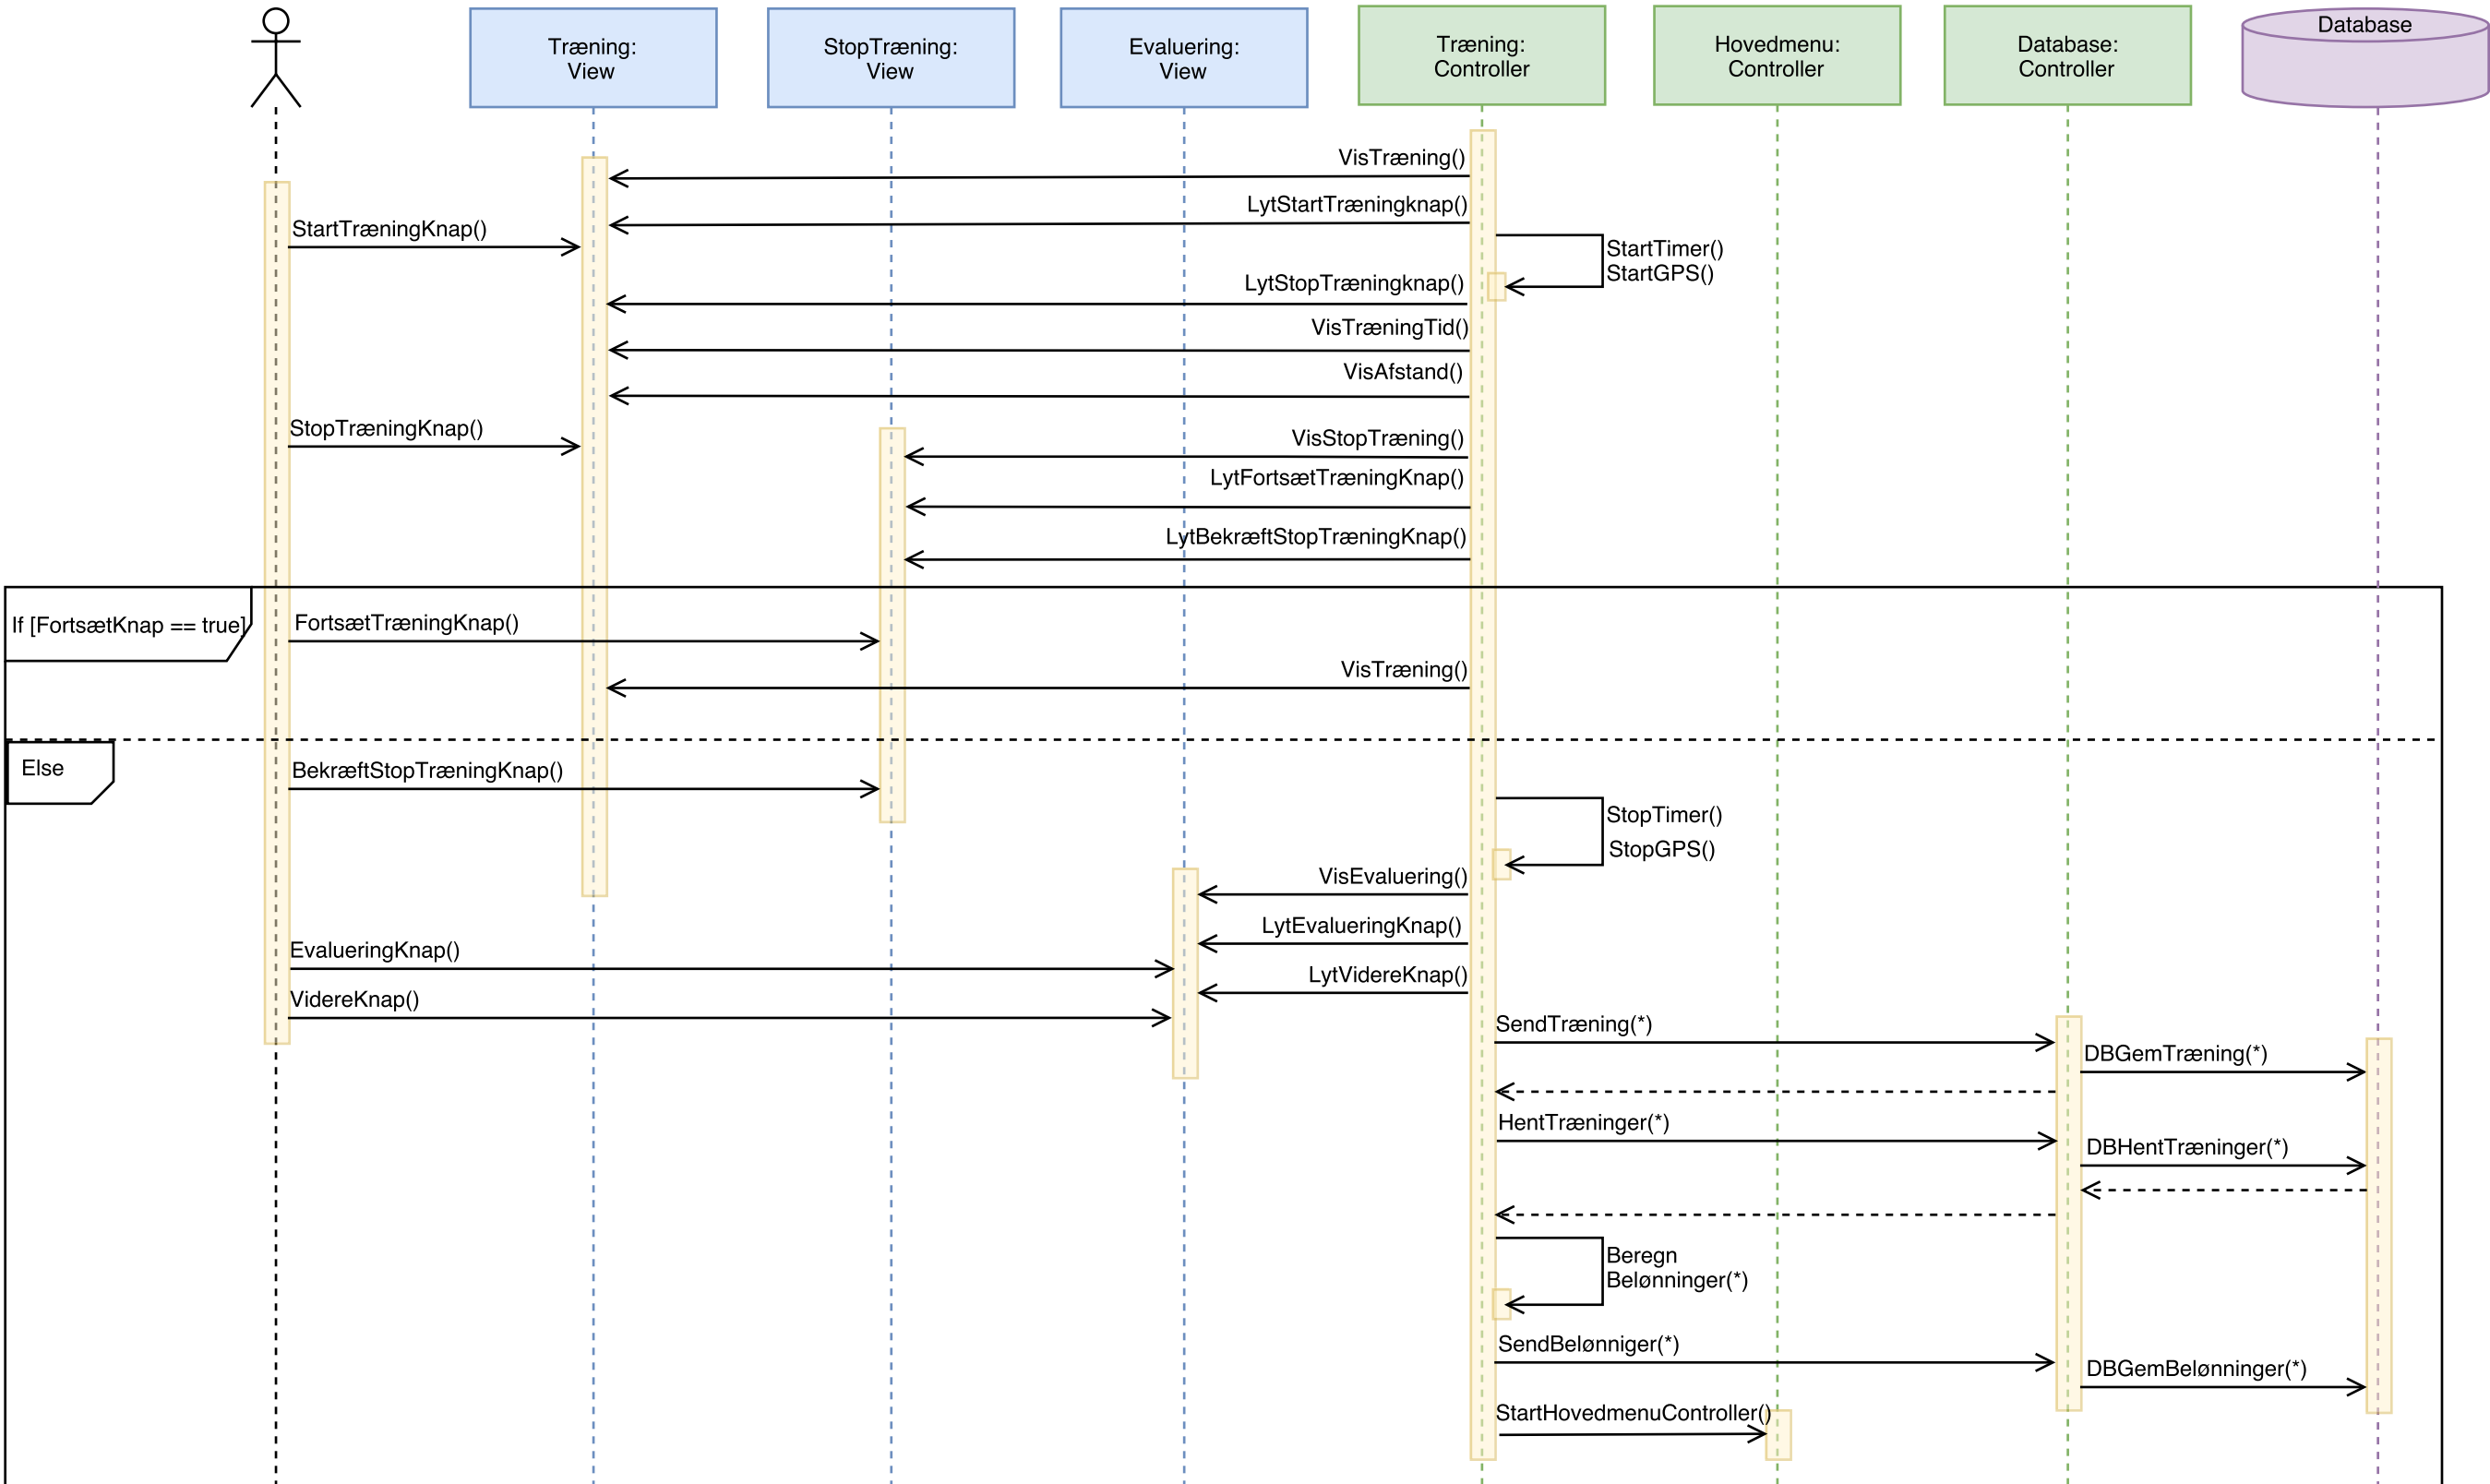 Træning:
View
StopTræning:
View
Evaluering:
View
Træning:
Controller
Hovedmenu:
Controller
Database:
Controller
Database
VisTræning()
LytStartTræningknap()
StartTræningKnap()
StartTimer()
StartGPS()
LytStopTræningknap()
VisTræningTid()
VisAfstand()
StopTræningKnap()
VisStopTræning()
LytFortsætTræningKnap()
LytBekræftStopTræningKnap()
If [FortsætKnap == true]
FortsætTræningKnap()
VisTræning()
Else
BekræftStopTræningKnap()
StopTimer()
StopGPS()
VisEvaluering()
LytEvalueringKnap()
EvalueringKnap()
LytVidereKnap()
VidereKnap()
SendTræning(*)
DBGemTræning(*)
HentTræninger(*)
DBHentTræninger(*)
Beregn
Belønninger(*)
SendBelønniger(*)
DBGemBelønninger(*)
StartHovedmenuController()